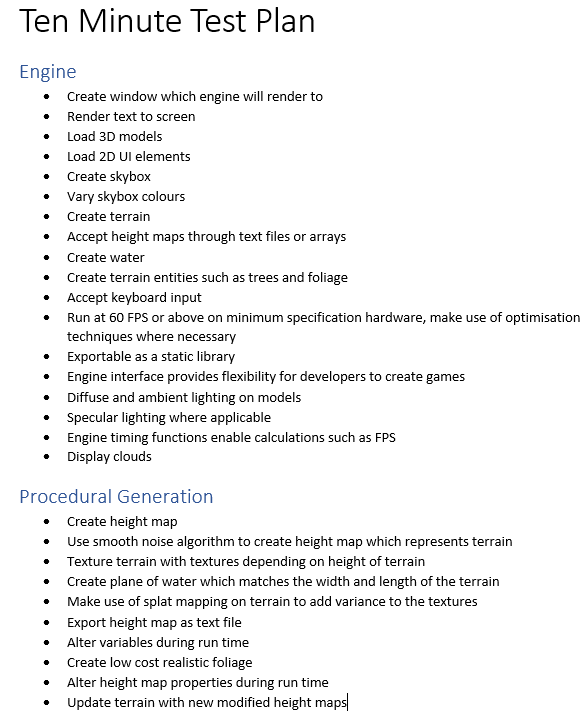 Ten Minute Test Plan
Engine
• Create window which engine will render to
• Render text to screen
• Load 3D models
• Load 2D UI elements
• Create skybox
• Vary skybox colours
• Create terrain
• Accept height maps through text files or arrays
• Create water
• Create terrain entities such as trees and foliage
• Accept keyboard input
• Run at 60 FPS or above on minimum specification hardware, make use of optimisation
techniques where necessary
• Exportable as a static library
• Engine interface provides flexibility for developers to create games
• Diffuse and ambient lighting on models
• Specular lighting where applicable
• Engine timing functions enable calculations such as FPS
• Display clouds
Procedural Generation
• Create height map
• Use smooth noise algorithm to create height map which represents terrain
• Texture terrain with textures depending on height of terrain
• Create plane of water which matches the width and length of the terrain
• Make use of splat mapping on terrain to add variance to the textures
• Export height map as text file
• Alter variables during run time
• Create low cost realistic foliage
• Alter height map properties during run time
• Update terrain with new modified height maps